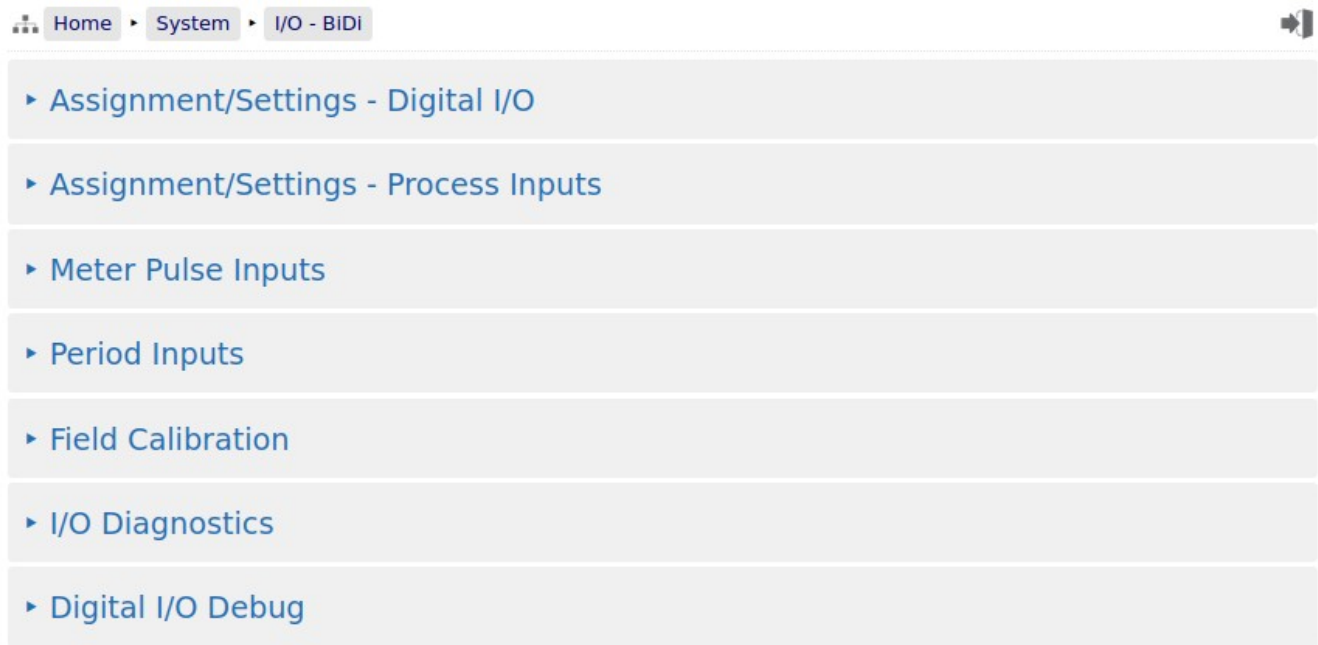 Home ‣ System ‣ I/O - BiDi
‣ Assignment/Settings - Digital I/O
‣ Assignment/Settings - Process Inputs
‣ Meter Pulse Inputs
‣ Period Inputs
‣ Field Calibration
‣ I/O Diagnostics
‣ Digital I/O Debug